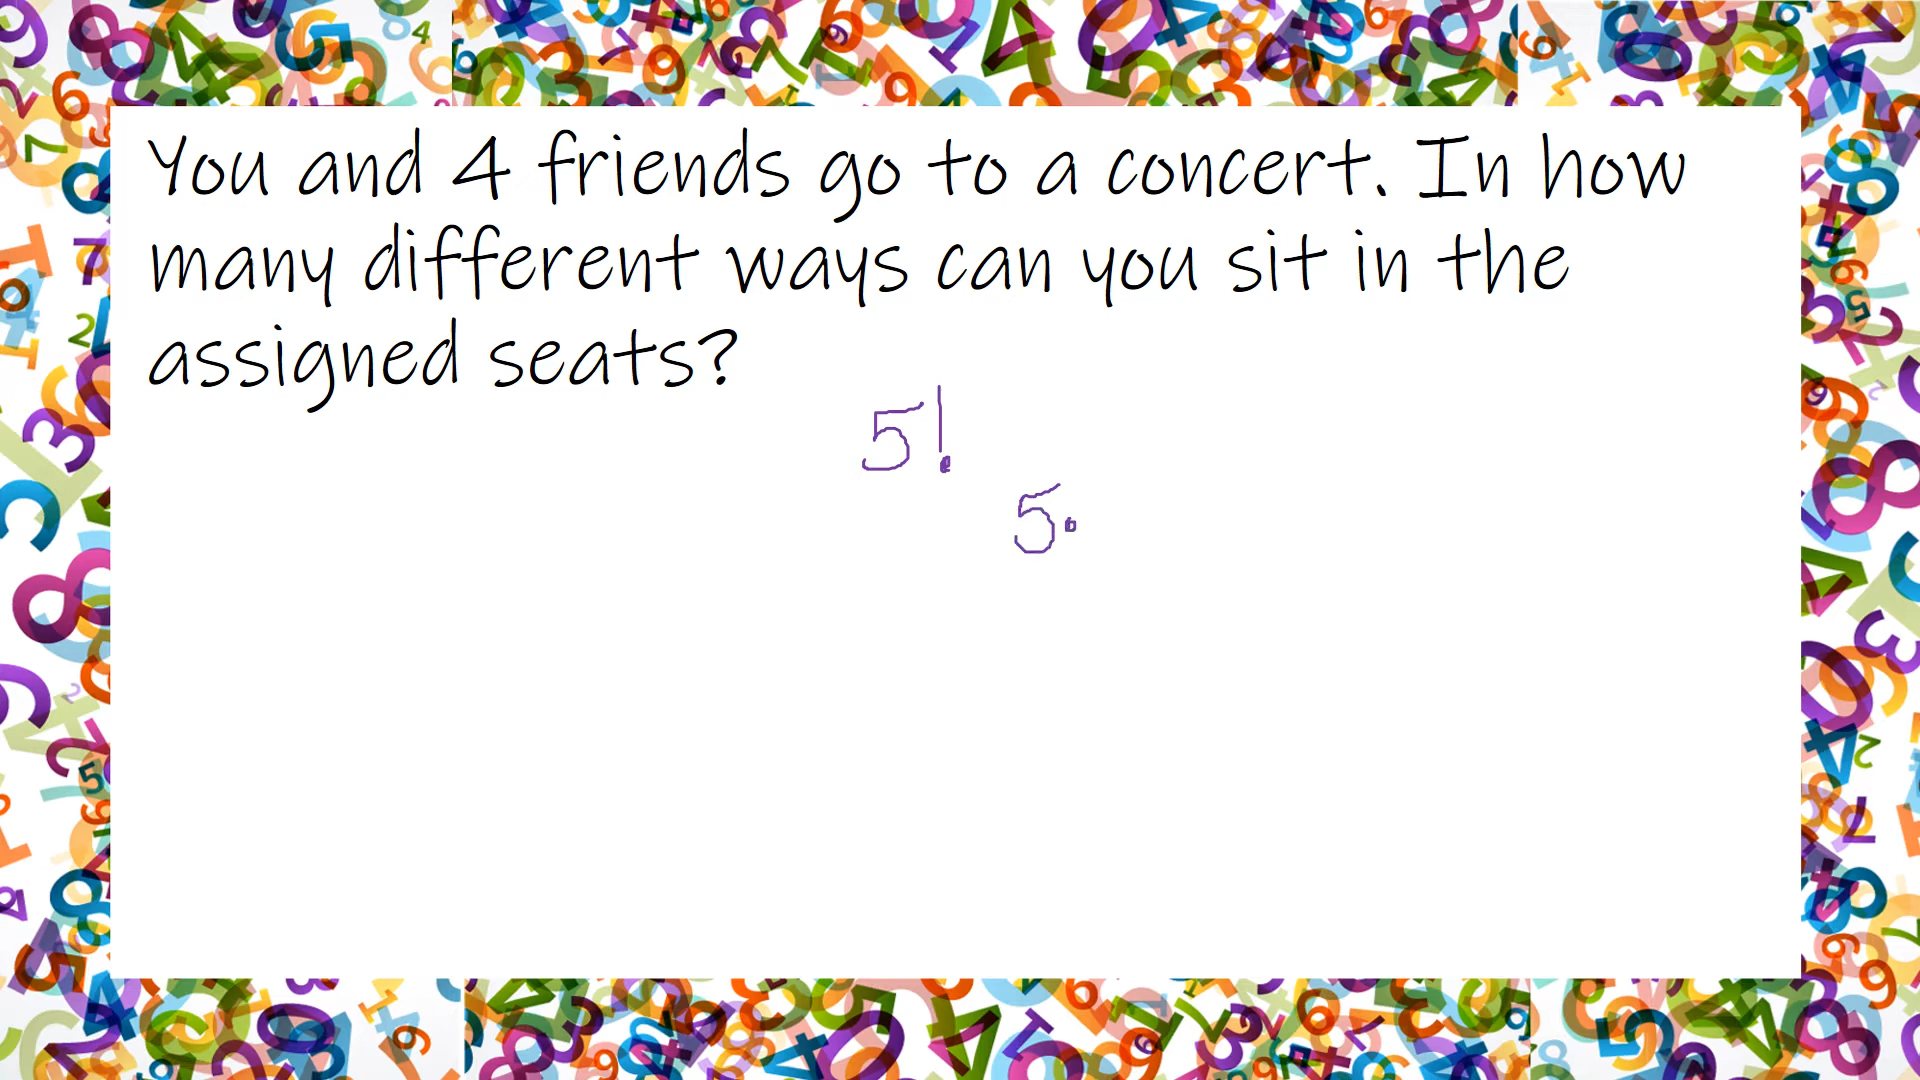 You and 4 friends go to a concert. In how
many different ways can you sit in the
assigned seats?
5!
5·